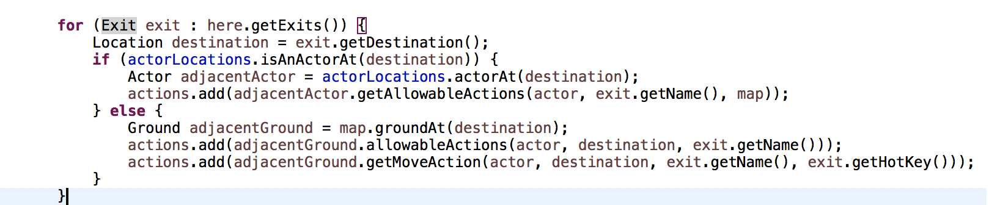 for (Exit exit : here.getExits()) {
Location destination = exit.getDestination();
if (actorLocations.isAnActorAt(destination)) {
Actor adjacentActor = actorLocations.actorAt(destination);
actions.add(adjacentActor.getAllowableActions(actor, exit.getName(), map));
} else {
Ground adjacentGround = map.groundAt(destination);
actions.add(adjacentGround.allowableActions(actor, destination, exit.getName()));
actions.add(adjacentGround.getMoveAction(actor, destination, exit.getName(), exit.getHotKey()));
}
}